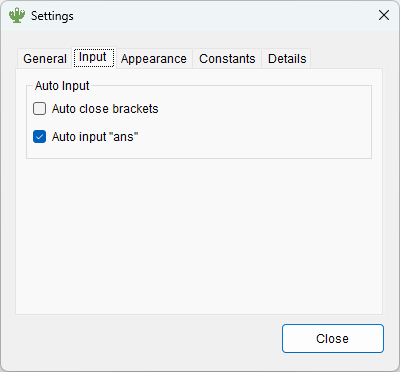 Settings
General Input Appearance Constants Details
Auto Input
Auto close brackets
Auto input "ans"
Close